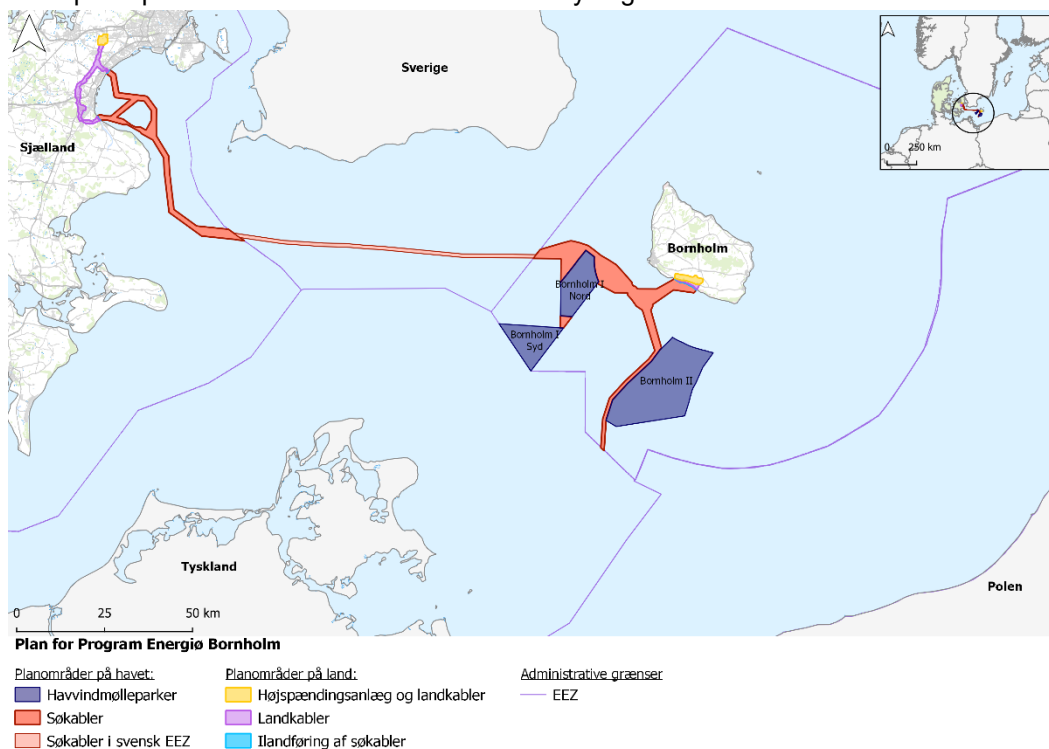 Sverige
0 250 km
Sjælland
Bornholm
Bornholm I
Nord
Bornholm I
Syd
Bornholm II
Tyskland
Polen
0 25 50 km
Plan for Program Energiø Bornholm
Planområder på havet:
Havvindmølleparker
Søkabler
Søkabler i svensk EEZ
Planområder på land:
Højspændingsanlæg og landkabler
Landkabler
Ilandføring af søkabler
Administrative grænser
EEZ